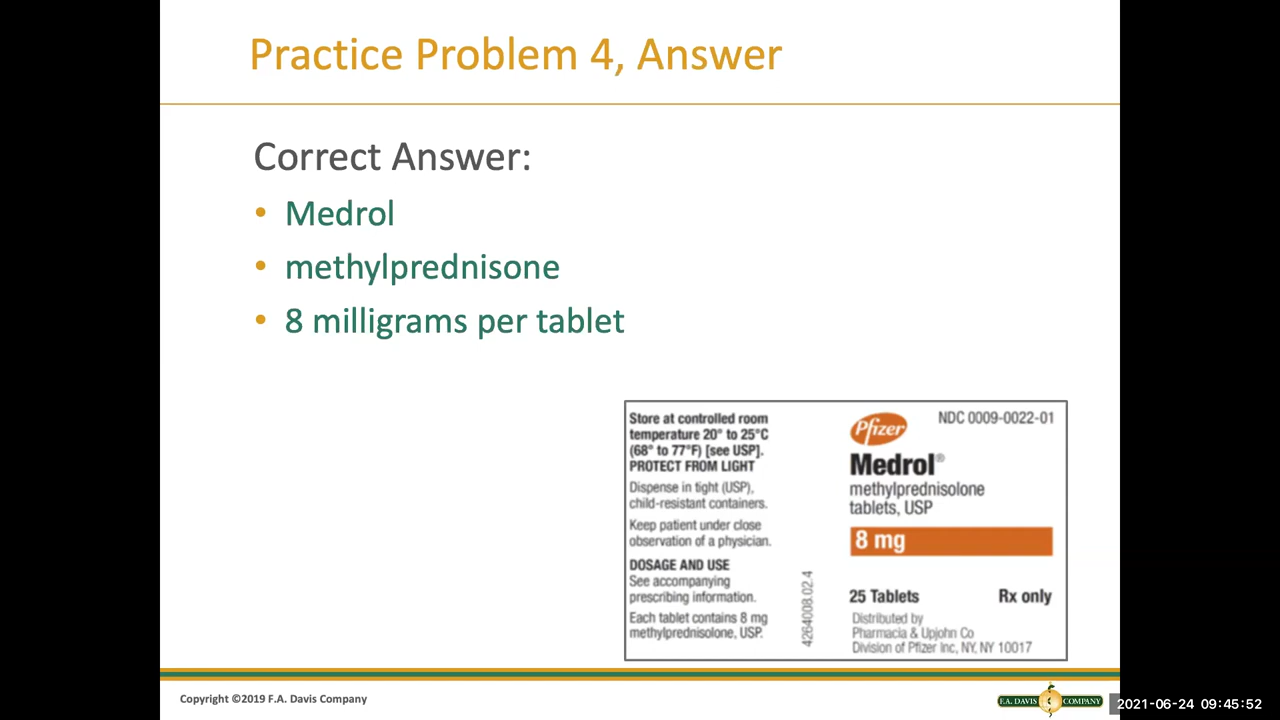 Practice Problem 4, Answer
Correct Answer:
• Medrol
• methylprednisone
• 8 milligrams per tablet
Store at controlled room
temperature 20° to 25°C
(68° to 77°F) [see USP].
PROTECT FROM LIGHT
Dispense in tight (USP),
child-resistant containers.
Keep patient under close
observation of a physician.
DOSAGE AND USE
See accompanying
prescribing information.
Each tablet contains 8 mg
methylprednisolone, USP.
4264008.02.4
Pfizer
NDC 0009-0022-01
Medrol®
methylprednisolone
tablets, USP
8 mg
25 Tablets
Rx only
Distributed by
Pharmacia & Upjohn Co
Division of Pfizer Inc, NY, NY 10017
Copyright ©2019 F.A. Davis Company
F.A. DAVIS COMPANY
2021-06-24 09:45:52